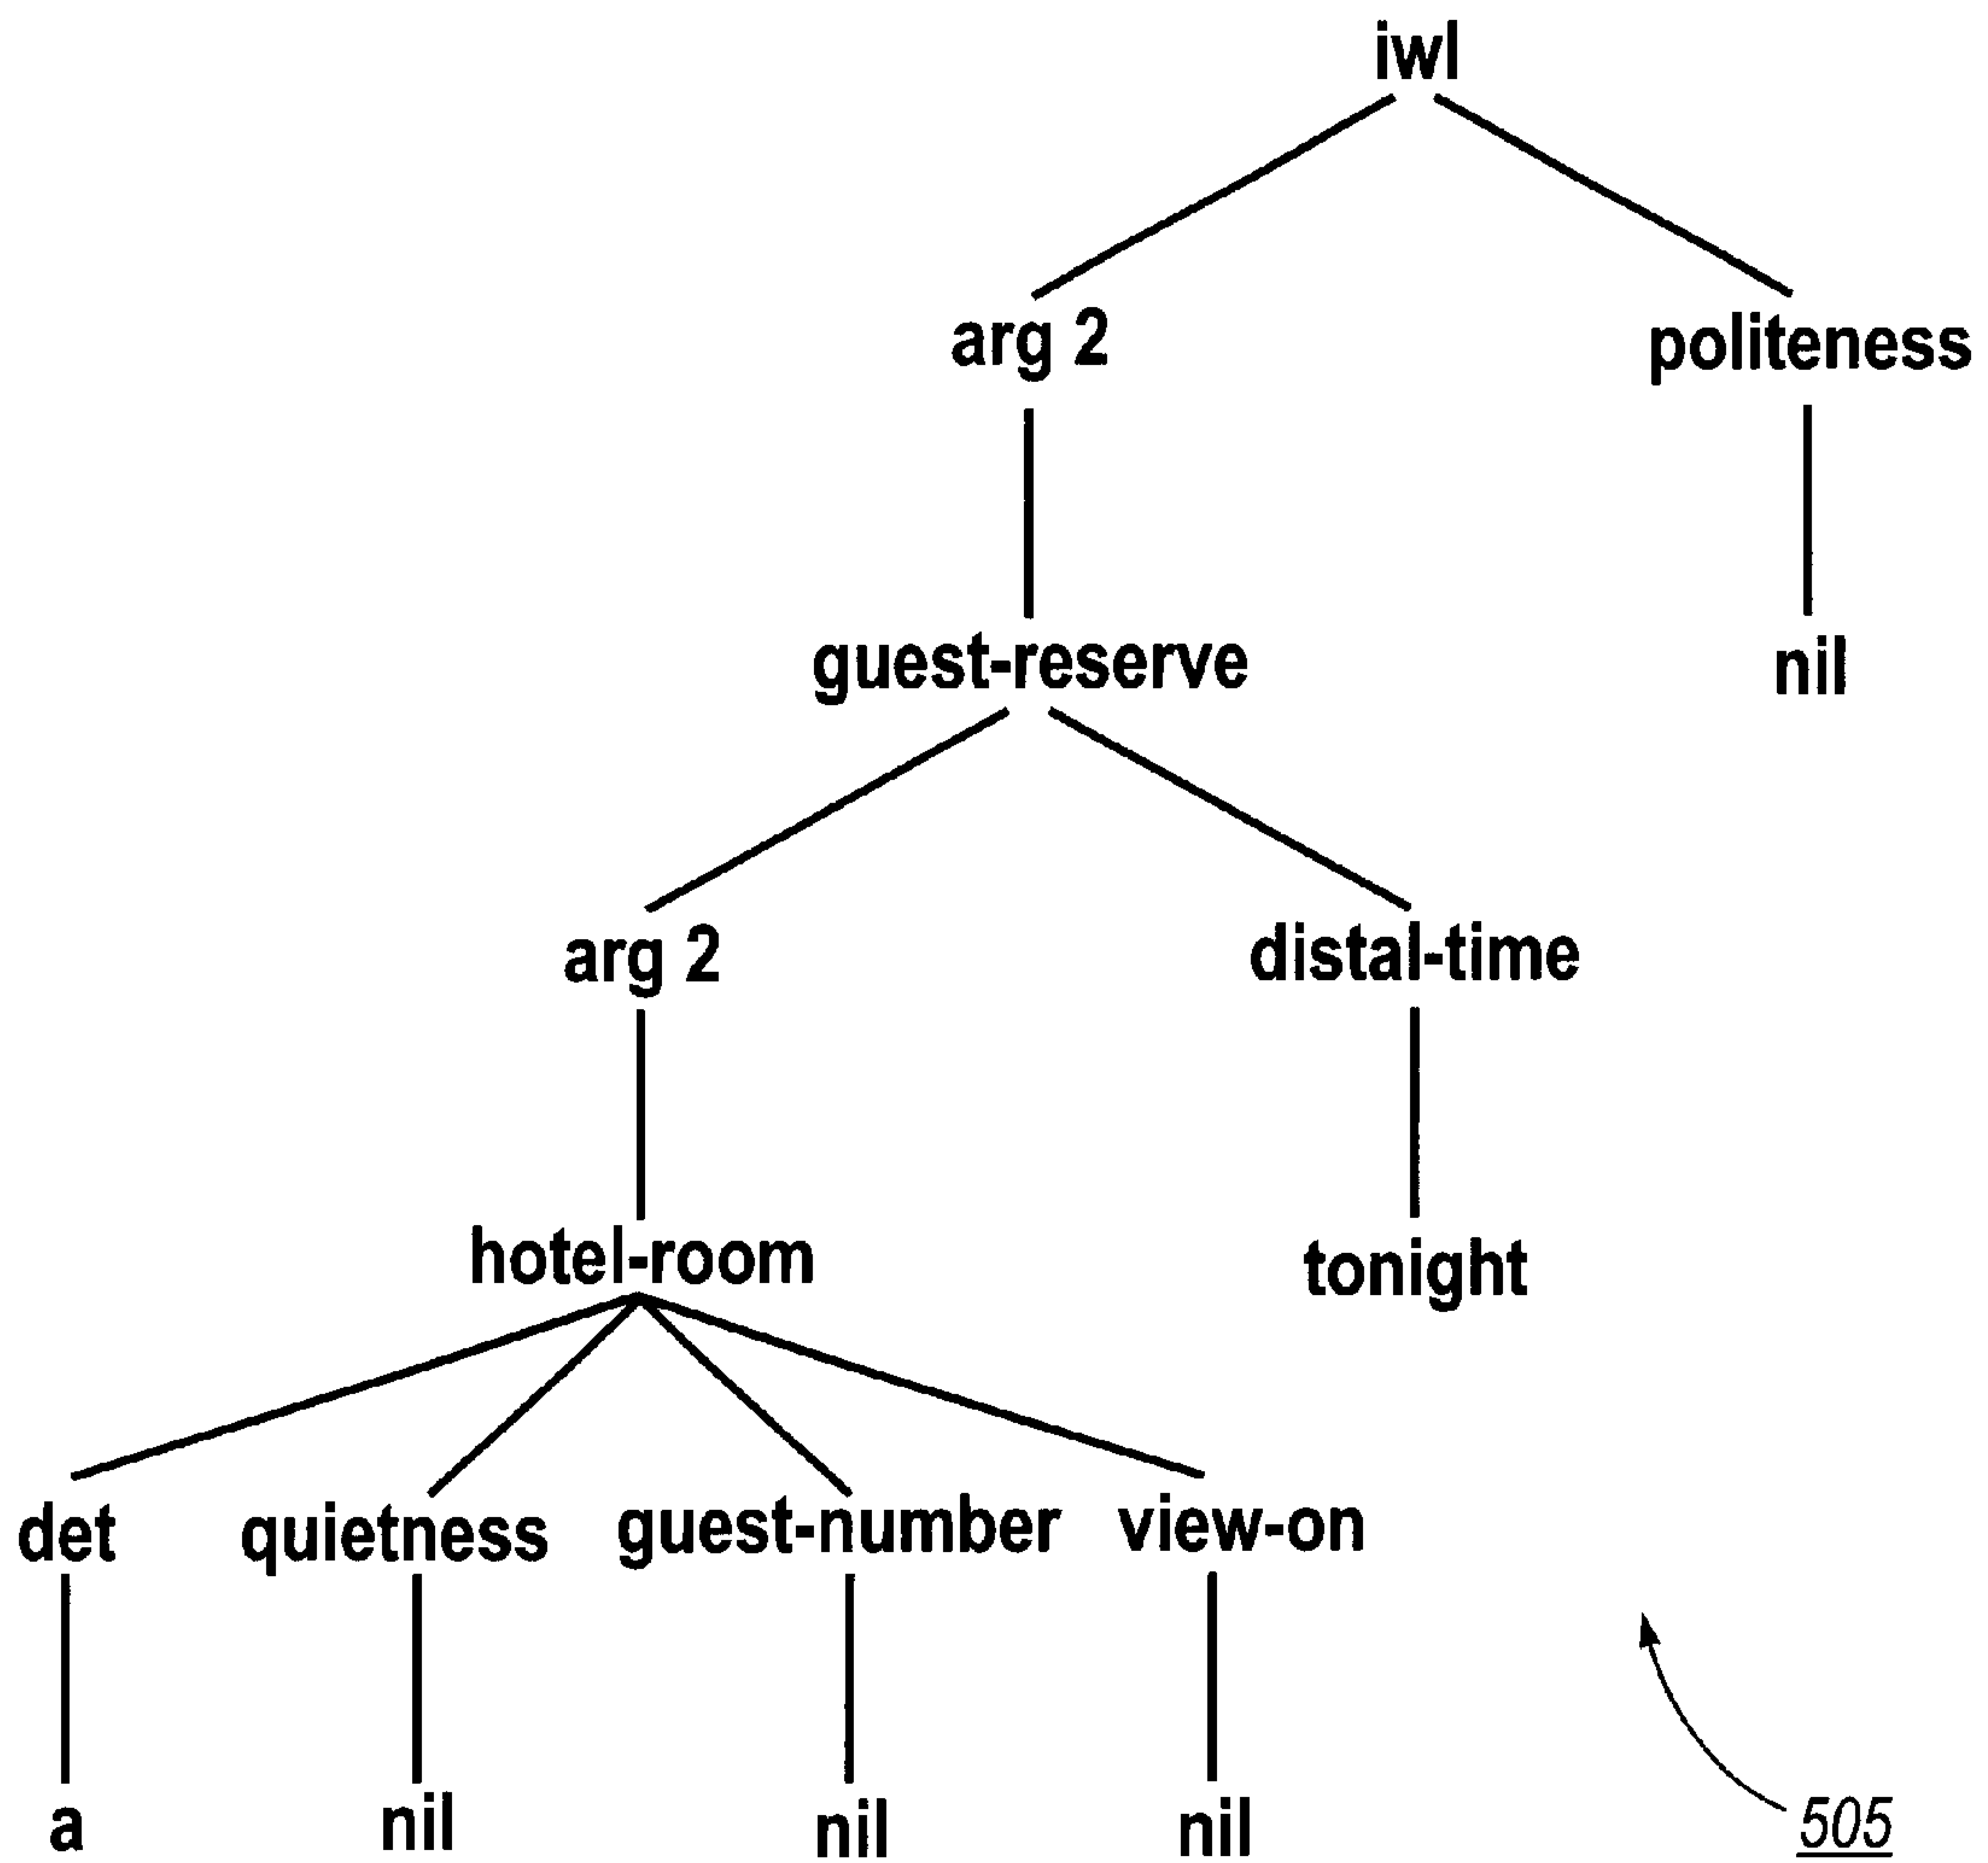 iwl
arg 2 politeness
guest-reserve nil
arg 2 distal-time
hotel-room tonight
det quietness guest-number view-on
a nil nil nil 505